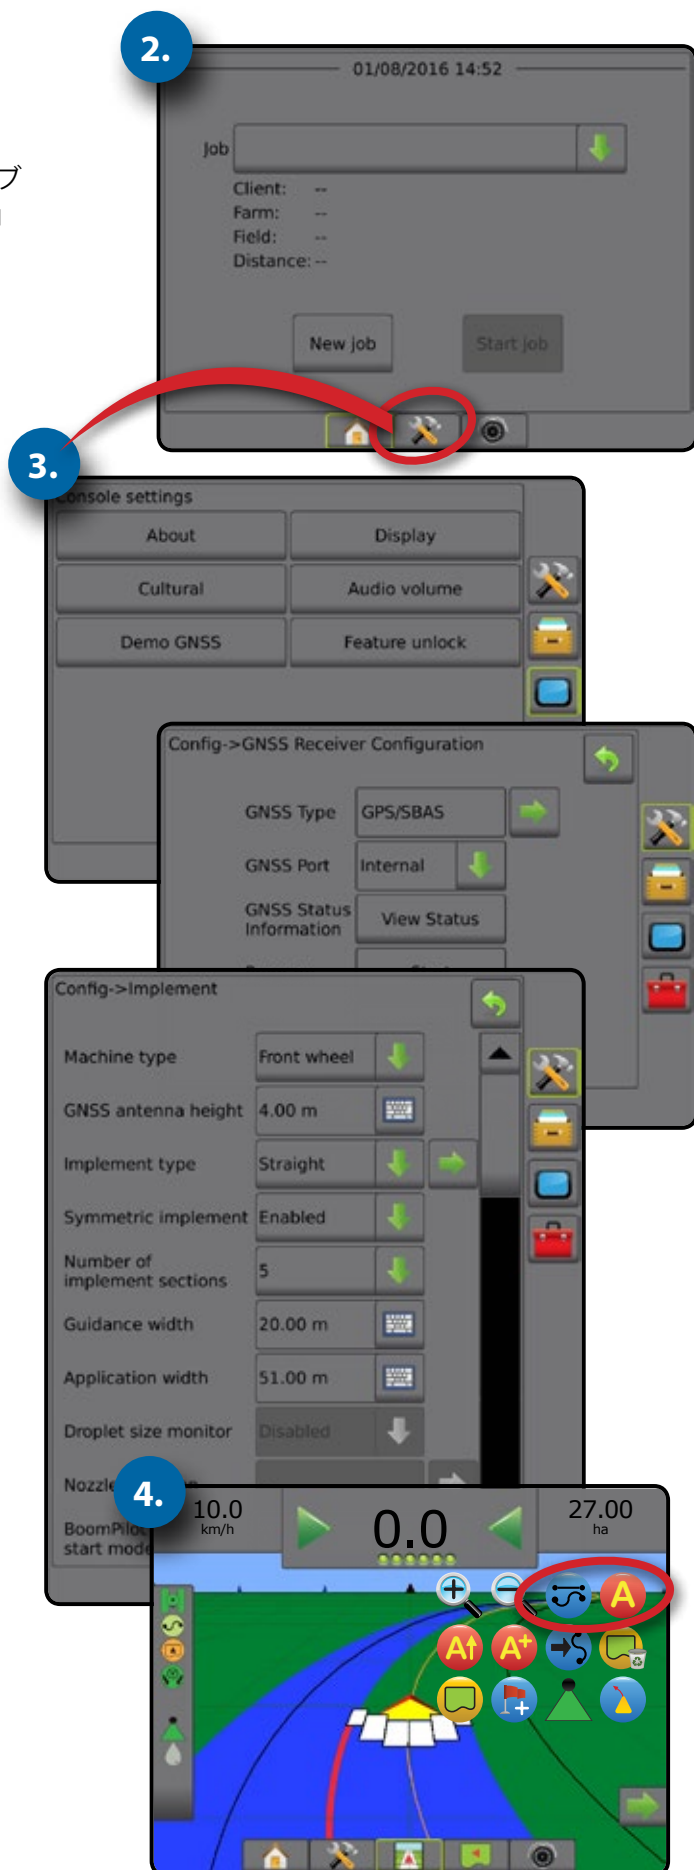 2.
01/08/2016 14:52
ブ
Job
Client: --
Farm: --
Field: --
Distance: --
New job
Start job
3.
Console settings
About
Display
Cultural
Audio volume
Demo GNSS
Feature unlock
Config->GNSS Receiver Configuration
GNSS Type
GPS/SBAS
GNSS Port
Internal
GNSS Status
Information
View Status
Config->Implement
Machine type
Front wheel
GNSS antenna height
4.00 m
Implement type
Straight
Symmetric implement
Enabled
Number of
implement sections
5
Guidance width
20.00 m
Application width
51.00 m
Droplet size monitor
Disabled
4.
10.0
km/h
0.0
27.00
ha
start mode
A
A
A+